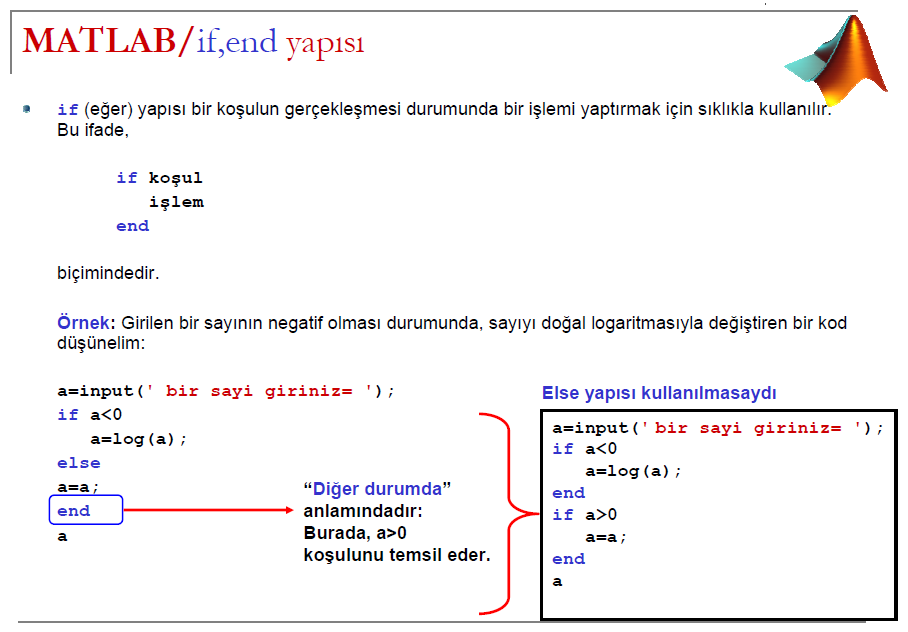 MATLAB/if,end yapısı
if (eğer) yapısı bir koşulun gerçekleşmesi durumunda bir işlemi yaptırmak için sıklıkla kullanılır.
Bu ifade,
if koşul
işlem
end
biçimindedir.
Örnek: Girilen bir sayının negatif olması durumunda, sayıyı doğal logaritmasıyla değiştiren bir kod
düşünelim:
a=input(' bir sayi giriniz= ');
if a<0
a=log(a);
else
a=a;
end
a
“Diğer durumda”
anlamındadır:
Burada, a>0
koşulunu temsil eder.
Else yapısı kullanılmasaydı
a=input(' bir sayi giriniz= ');
if a<0
a=log(a);
end
if a>0
a=a;
end
a